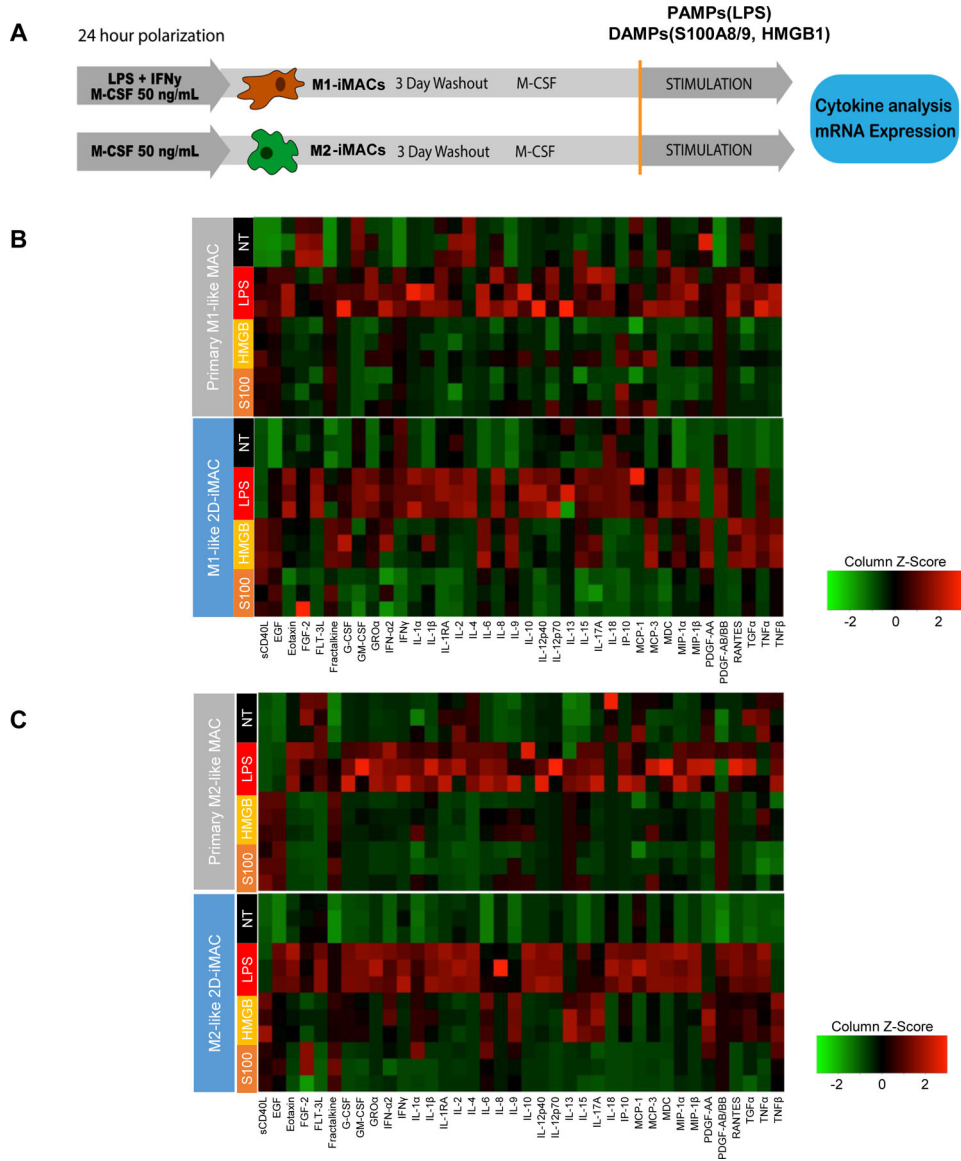 A
24 hour polarization
PAMPs(LPS)
DAMPs(S100A8/9, HMGB1)
LPS + IFNγ
M-CSF 50 ng/mL
M1-iMACs 3 Day Washout M-CSF
STIMULATION
M-CSF 50 ng/mL
M2-iMACs 3 Day Washout M-CSF
STIMULATION
Cytokine analysis
mRNA Expression
B
Primary M1-like MAC
NT
LPS
HMGB
S100
M1-like 2D-iMAC
NT
LPS
HMGB
S100
Column Z-Score
-2 0 2
sCD40L
EGF
Eotaxin
FGF-2
FLT-3L
Fractalkine
G-CSF
GM-CSF
GROα
IFN-α2
IFNγ
IL-1α
IL-1β
IL-1RA
IL-2
IL-4
IL-6
IL-8
IL-9
IL-10
IL-12p40
IL-12p70
IL-13
IL-15
IL-17A
IL-18
IP-10
MCP-1
MCP-3
MDC
MIP-1α
MIP-1β
PDGF-AA
PDGF-AB/BB
RANTES
TGFα
TNFα
TNFβ
C
Primary M2-like MAC
NT
LPS
HMGB
S100
M2-like 2D-iMAC
NT
LPS
HMGB
S100
Column Z-Score
-2 0 2
sCD40L
EGF
Eotaxin
FGF-2
FLT-3L
Fractalkine
G-CSF
GM-CSF
GROα
IFN-α2
IFNγ
IL-1α
IL-1β
IL-1RA
IL-2
IL-4
IL-6
IL-8
IL-9
IL-10
IL-12p40
IL-12p70
IL-13
IL-15
IL-17A
IL-18
IP-10
MCP-1
MCP-3
MDC
MIP-1α
MIP-1β
PDGF-AA
PDGF-AB/BB
RANTES
TGFα
TNFα
TNFβ